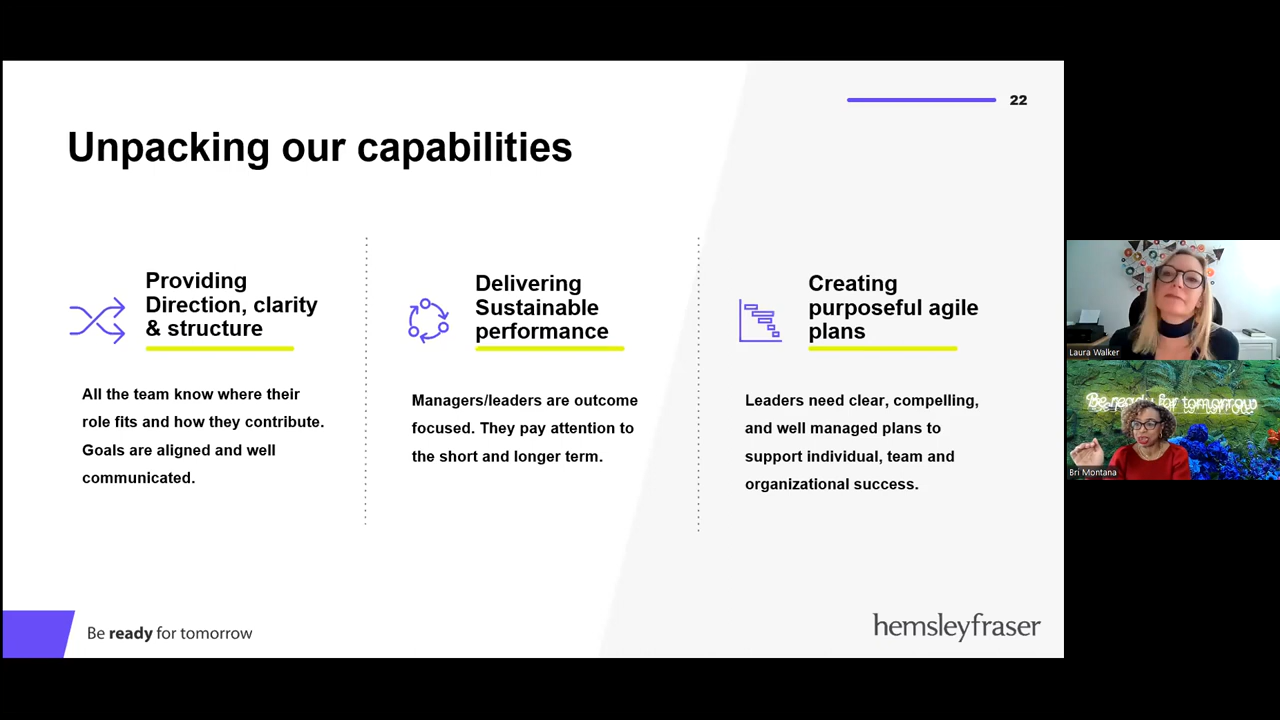 22
Unpacking our capabilities
Providing
Direction, clarity
& structure
All the team know where their
role fits and how they contribute.
Goals are aligned and well
communicated.
Delivering
Sustainable
performance
Managers/leaders are outcome
focused. They pay attention to
the short and longer term.
Creating
purposeful agile
plans
Leaders need clear, compelling,
and well managed plans to
support individual, team and
organizational success.
Be ready for tomorrow
hemsleyfraser
Laura Walker
Be ready for tomorrow
Bri Montana